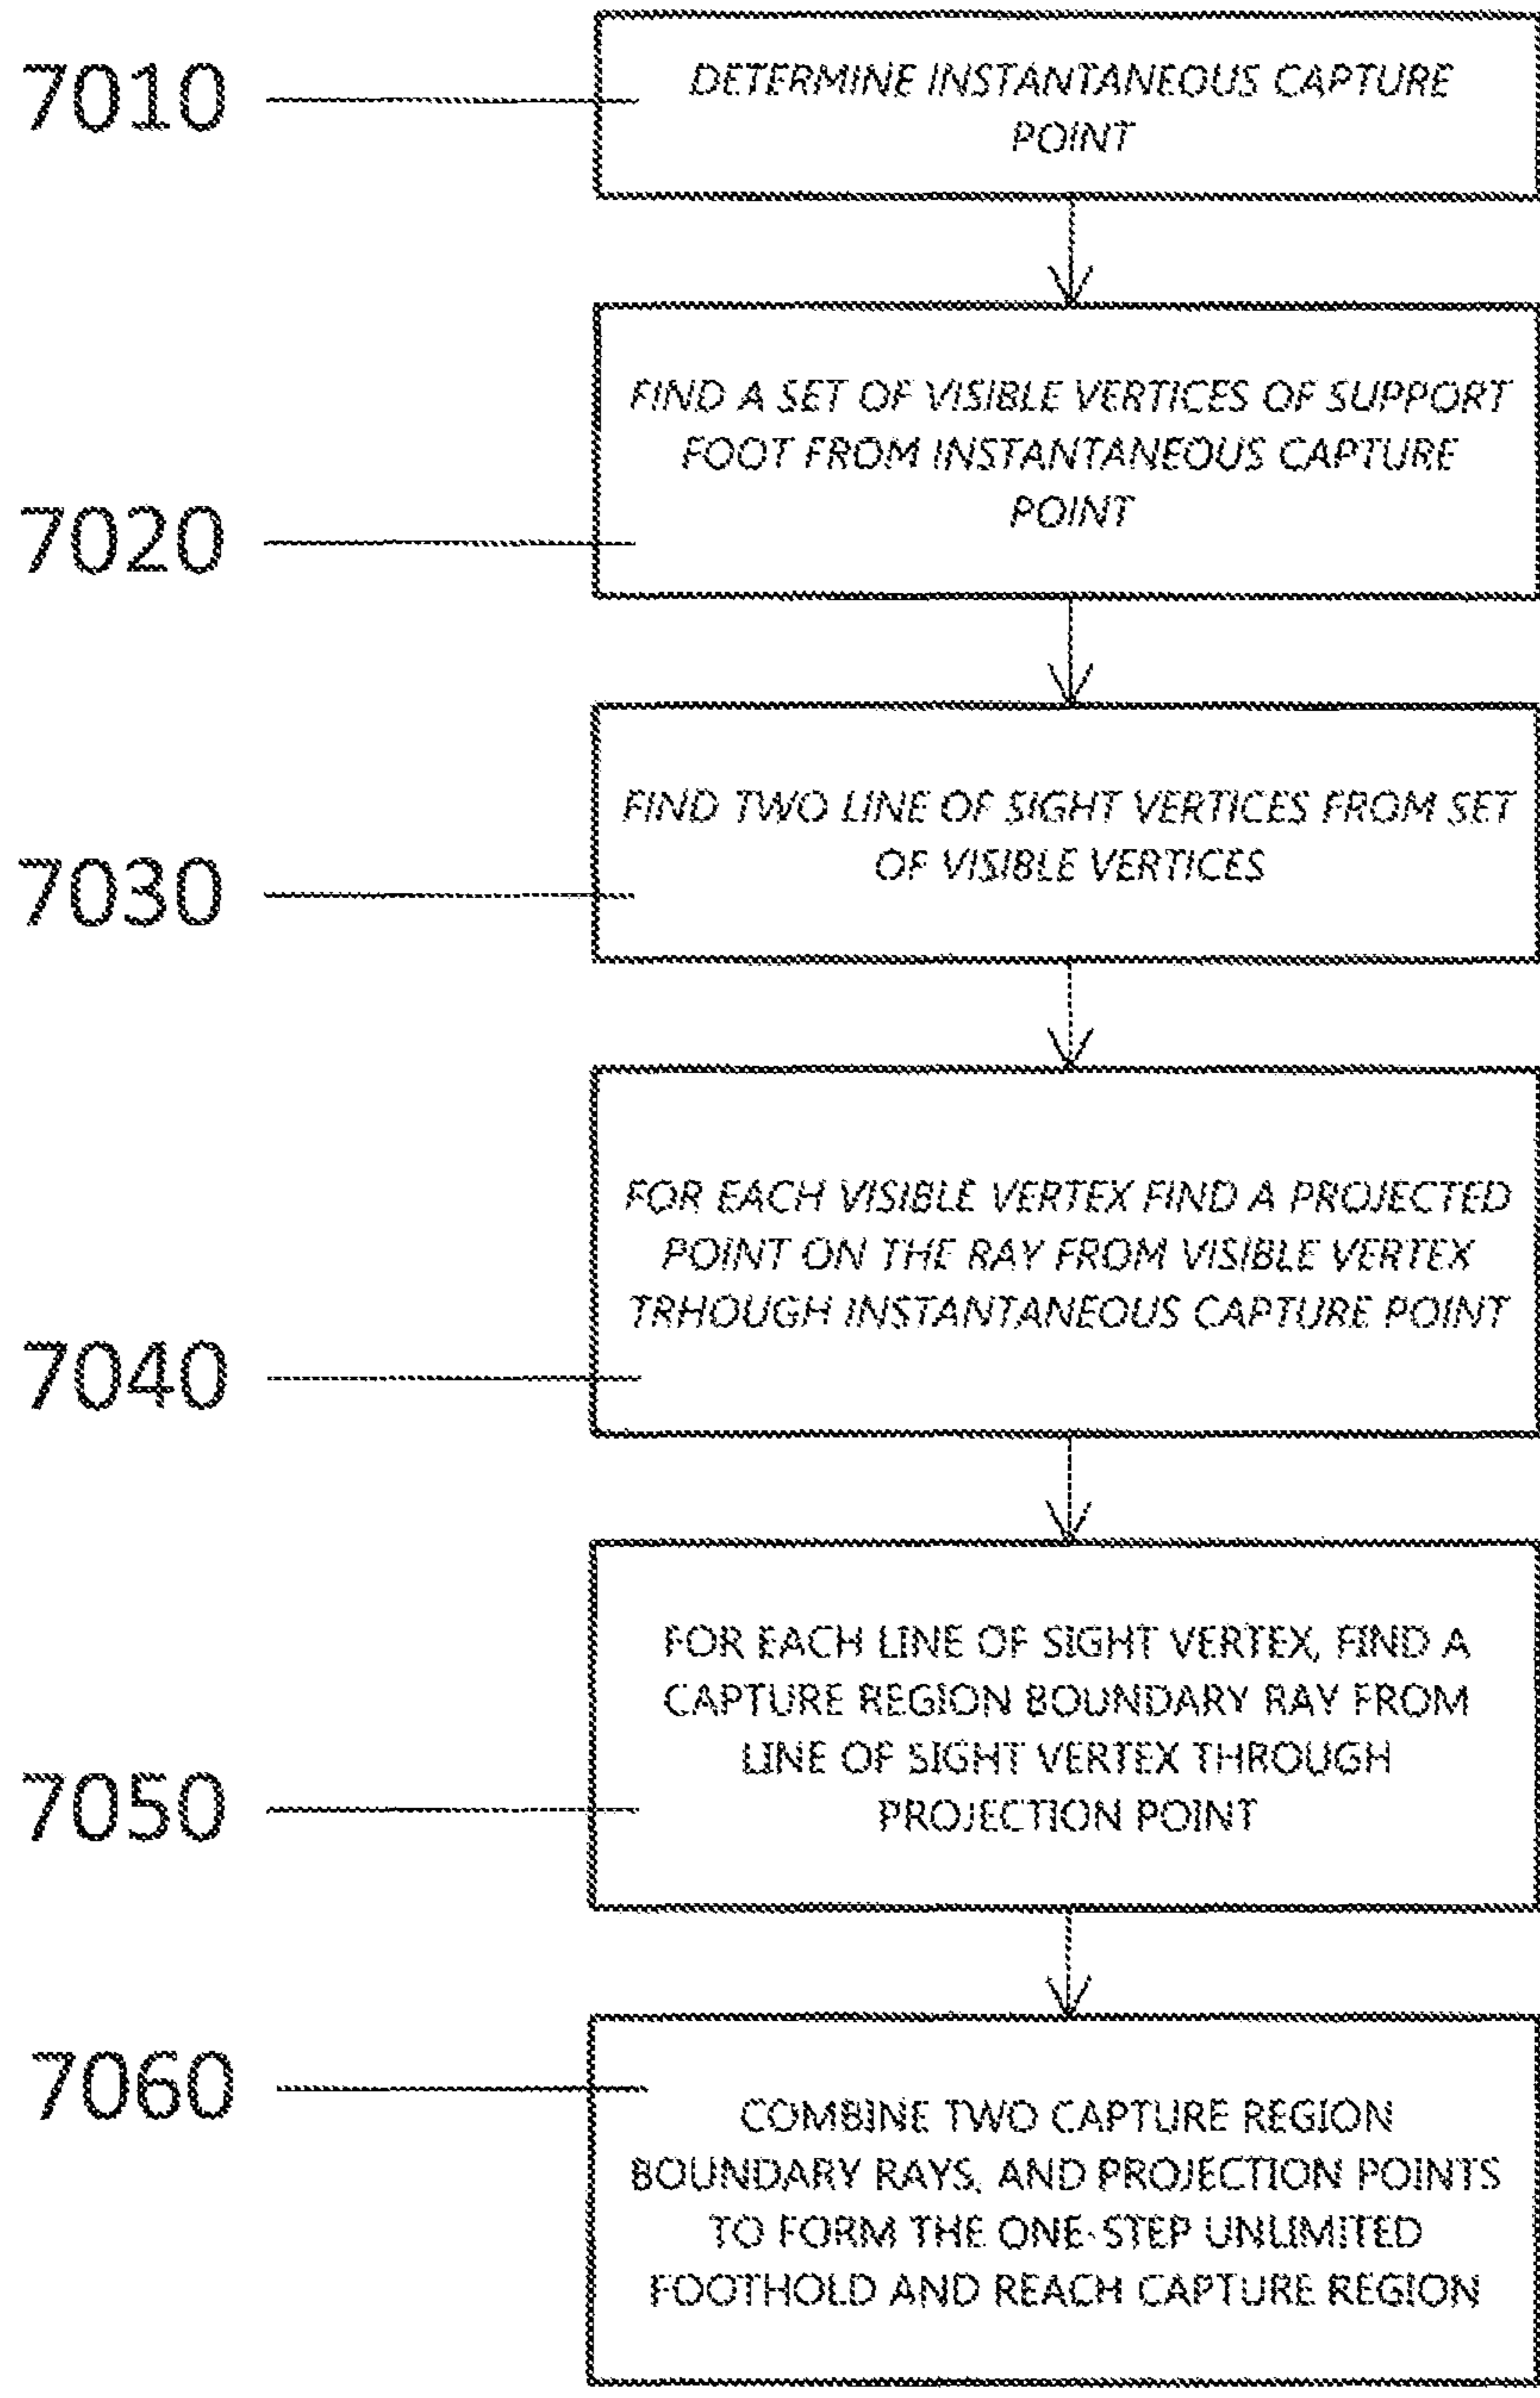 7010
DETERMINE INSTANTANEOUS CAPTURE
POINT
FIND A SET OF VISIBLE VERTICES OF SUPPORT
FOOT FROM INSTANTANEOUS CAPTURE
POINT
7020
FIND TWO LINE OF SIGHT VERTICES FROM SET
OF VISIBLE VERTICES
7030
FOR EACH VISIBLE VERTEX FIND A PROJECTED
POINT ON THE RAY FROM VISIBLE VERTEX
TRHOUGH INSTANTANEOUS CAPTURE POINT
7040
FOR EACH LINE OF SIGHT VERTEX, FIND A
CAPTURE REGION BOUNDARY RAY FROM
LINE OF SIGHT VERTEX THROUGH
PROJECTION POINT
7050
7060
COMBINE TWO CAPTURE REGION
BOUNDARY RAYS, AND PROJECTION POINTS
TO FORM THE ONE-STEP UNLIMITED
FOOTHOLD AND REACH CAPTURE REGION